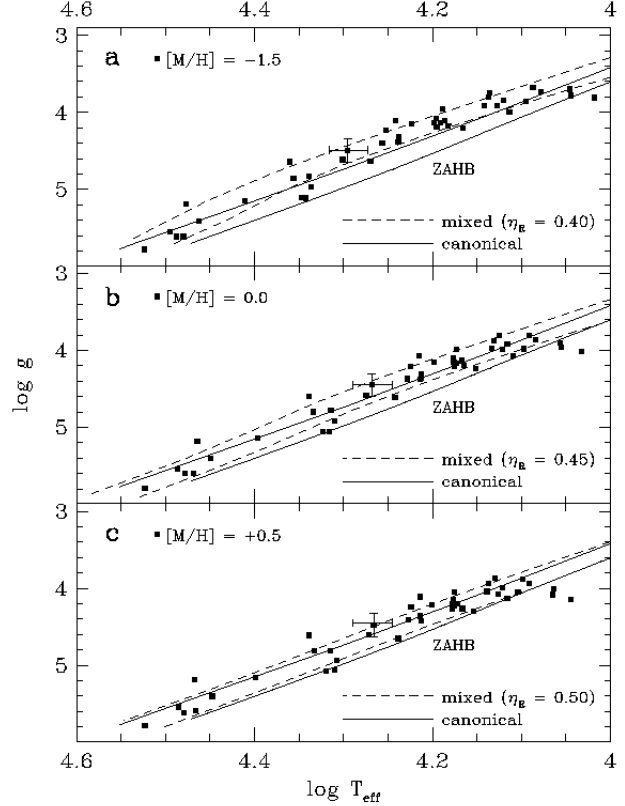 4.6 4.4 4.2 4
3
a ▪ [M/H] = −1.5
4
ZAHB
5
mixed (η_R = 0.40)
canonical
3
b ▪ [M/H] = 0.0
4
log g
ZAHB
5
mixed (η_R = 0.45)
canonical
3
c ▪ [M/H] = +0.5
4
ZAHB
5
mixed (η_R = 0.50)
canonical
4.6 4.4 4.2 4
log T_eff